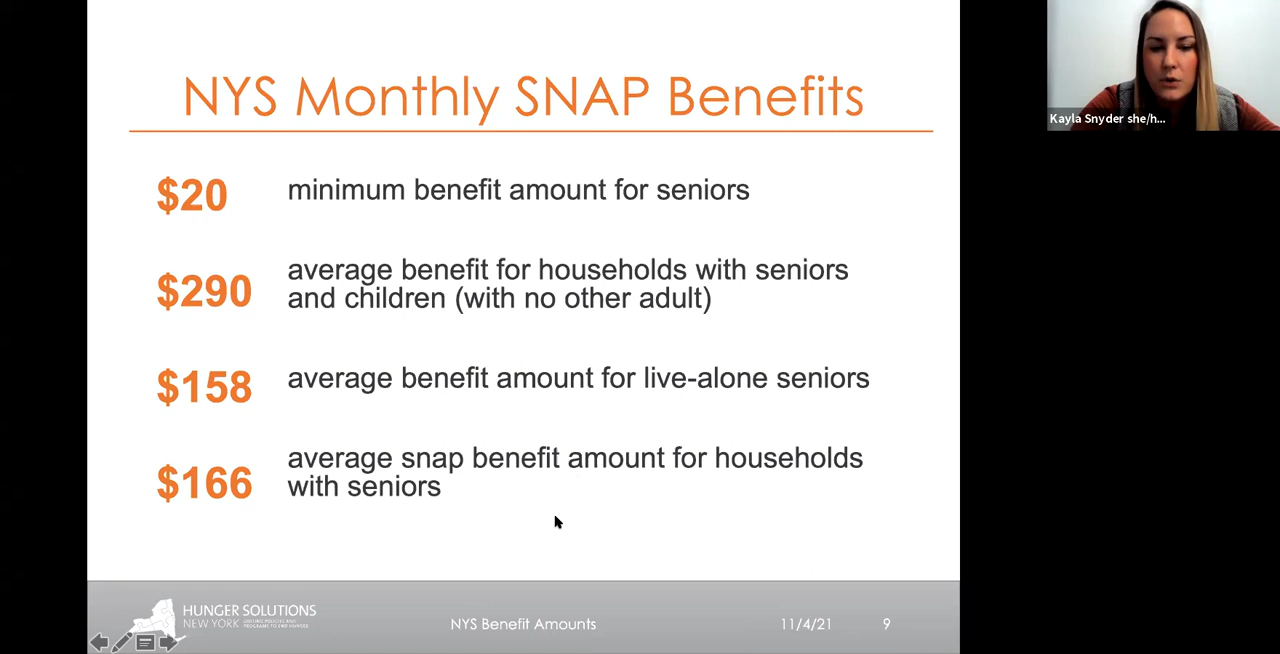 NYS Monthly SNAP Benefits
$20
minimum benefit amount for seniors
$290
average benefit for households with seniors
and children (with no other adult)
$158
average benefit amount for live-alone seniors
$166
average snap benefit amount for households
with seniors
HUNGER SOLUTIONS
NEW YORK
NYS Benefit Amounts
11/4/21
9
Kayla Snyder she/h...